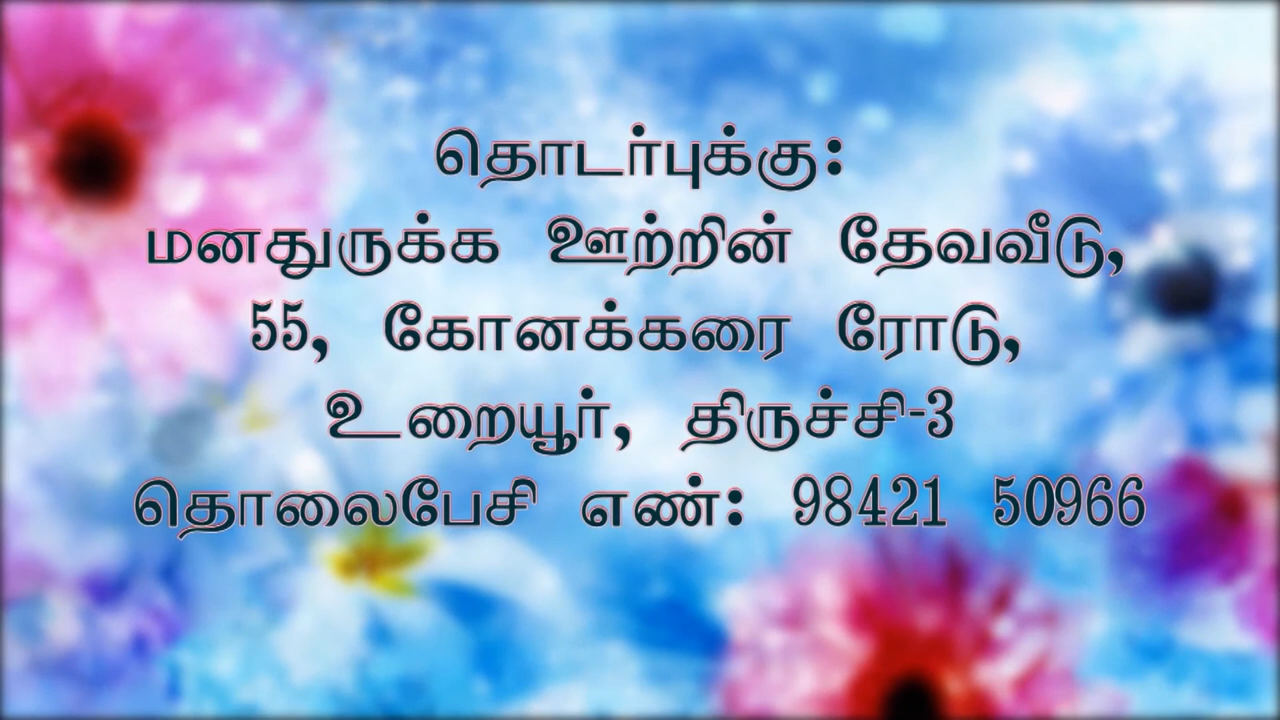 தொடர்புக்கு:
மனதுருக்க ஊற்றின் தேவவீடு,
55, கோனக்கரை ரோடு,
உறையூர், திருச்சி-3
தொலைபேசி எண்: 98421 50966